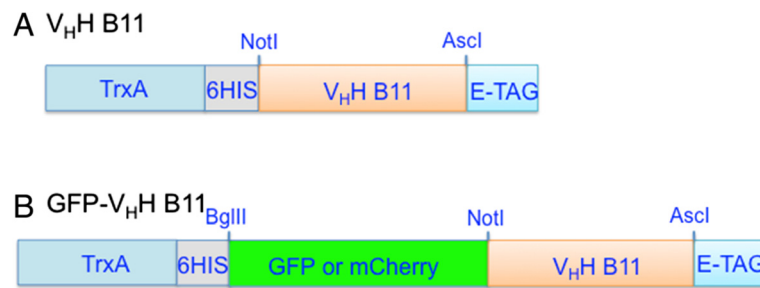 A VHH B11
NotI AscI
TrxA 6HIS VHH B11 E-TAG
B GFP-VHH B11
BglII NotI AscI
TrxA 6HIS GFP or mCherry VHH B11 E-TAG